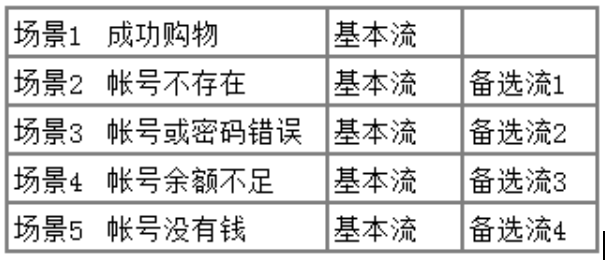 场景1 成功购物 基本流
场景2 帐号不存在 基本流 备选流1
场景3 帐号或密码错误 基本流 备选流2
场景4 帐号余额不足 基本流 备选流3
场景5 帐号没有钱 基本流 备选流4